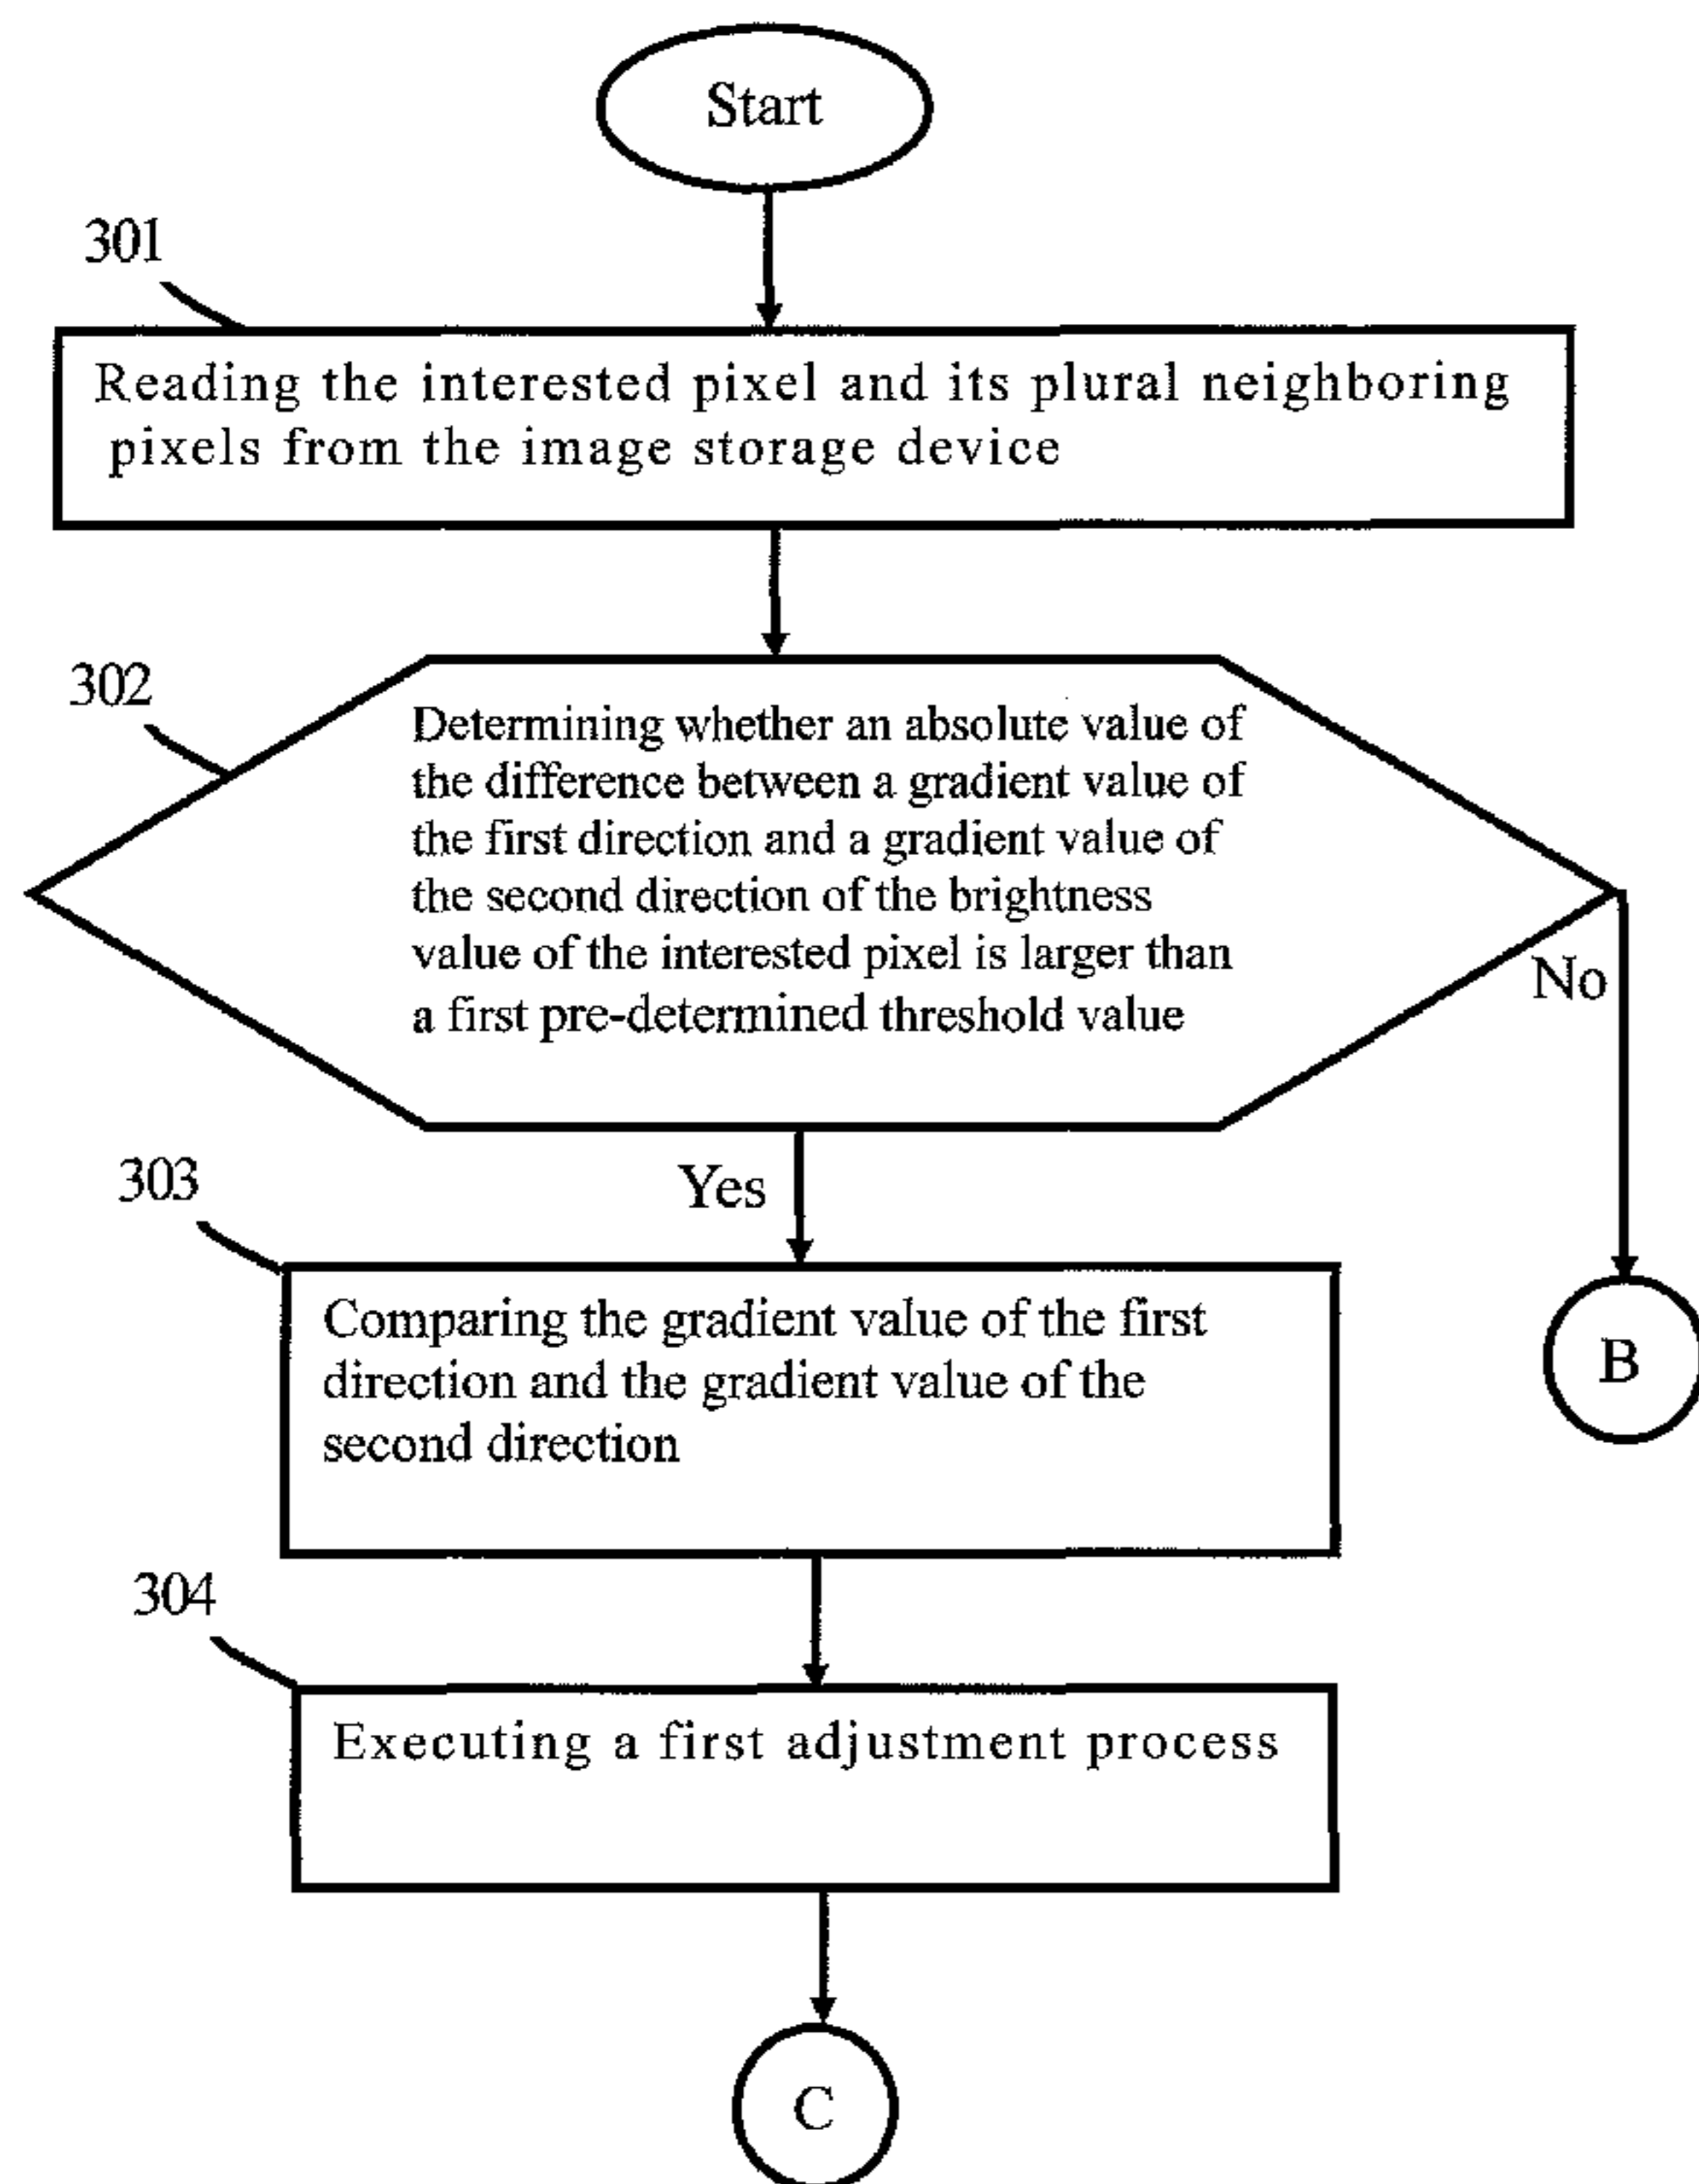 Start
301
Reading the interested pixel and its plural neighboring
pixels from the image storage device
302
Determining whether an absolute value of
the difference between a gradient value of
the first direction and a gradient value of
the second direction of the brightness
value of the interested pixel is larger than
a first pre-determined threshold value
No
Yes
303
Comparing the gradient value of the first
direction and the gradient value of the
second direction
B
304
Executing a first adjustment process
C